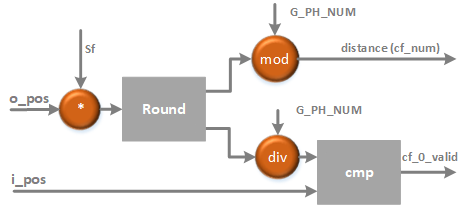 G_PH_NUM
Sf
mod
distance (cf_num)
o_pos
*
Round
G_PH_NUM
div
cmp
cf_0_valid
i_pos